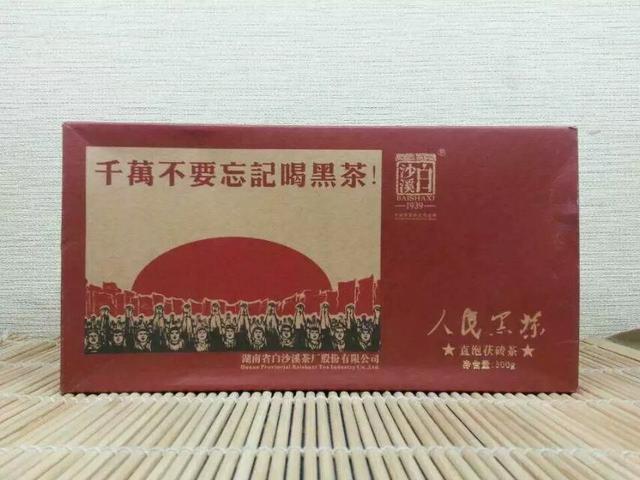 千萬不要忘記喝黑茶!
白沙溪
BAISHAXI
1939
人民黑茶
★直泡茯磚茶★
净含量:300g
湖南省白沙溪茶厂股份有限公司
Hunan Provincial Baishaxi Tea Industry Co.,Ltd.